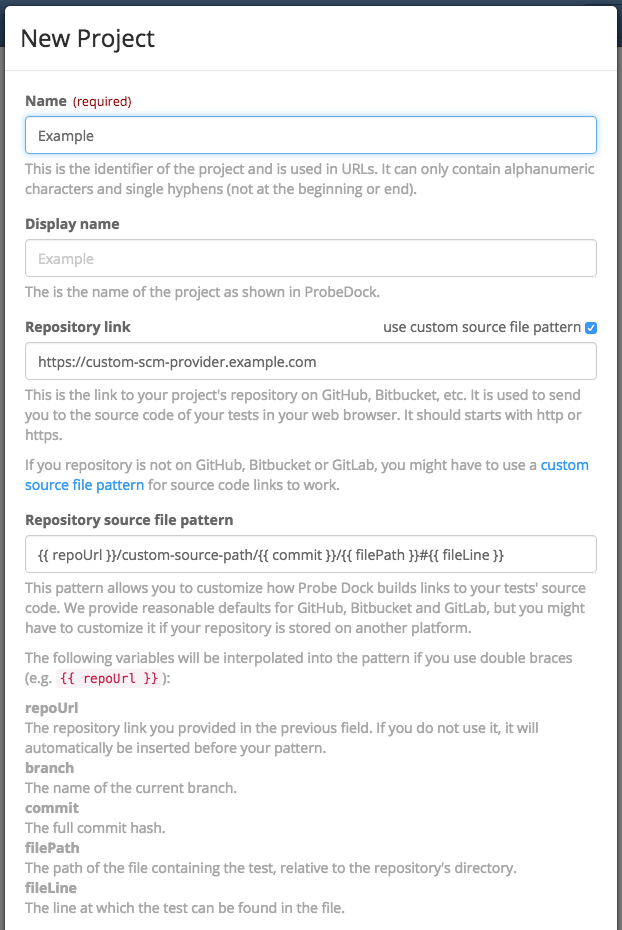 New Project
Name (required)
Example
This is the identifier of the project and is used in URLs. It can only contain alphanumeric
characters and single hyphens (not at the beginning or end).
Display name
Example
The is the name of the project as shown in ProbeDock.
Repository link use custom source file pattern
https://custom-scm-provider.example.com
This is the link to your project's repository on GitHub, Bitbucket, etc. It is used to send
you to the source code of your tests in your web browser. It should starts with http or
https.
If you repository is not on GitHub, Bitbucket or GitLab, you might have to use a custom
source file pattern for source code links to work.
Repository source file pattern
{{ repoUrl }}/custom-source-path/{{ commit }}/{{ filePath }}#{{ fileLine }}
This pattern allows you to customize how Probe Dock builds links to your tests' source
code. We provide reasonable defaults for GitHub, Bitbucket and GitLab, but you might
have to customize it if your repository is stored on another platform.
The following variables will be interpolated into the pattern if you use double braces
(e.g. {{ repoUrl }}):
repoUrl
The repository link you provided in the previous field. If you do not use it, it will
automatically be inserted before your pattern.
branch
The name of the current branch.
commit
The full commit hash.
filePath
The path of the file containing the test, relative to the repository's directory.
fileLine
The line at which the test can be found in the file.